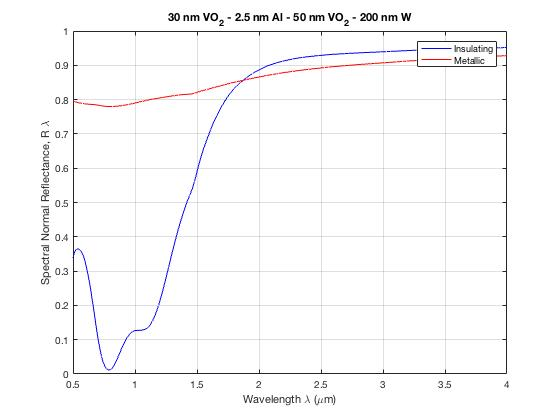 30 nm VO2 - 2.5 nm Al - 50 nm VO2 - 200 nm W
Spectral Normal Reflectance, R λ
1
0.9
0.8
0.7
0.6
0.5
0.4
0.3
0.2
0.1
0
Insulating
Metallic
0.5 1 1.5 2 2.5 3 3.5 4
Wavelength λ (μm)